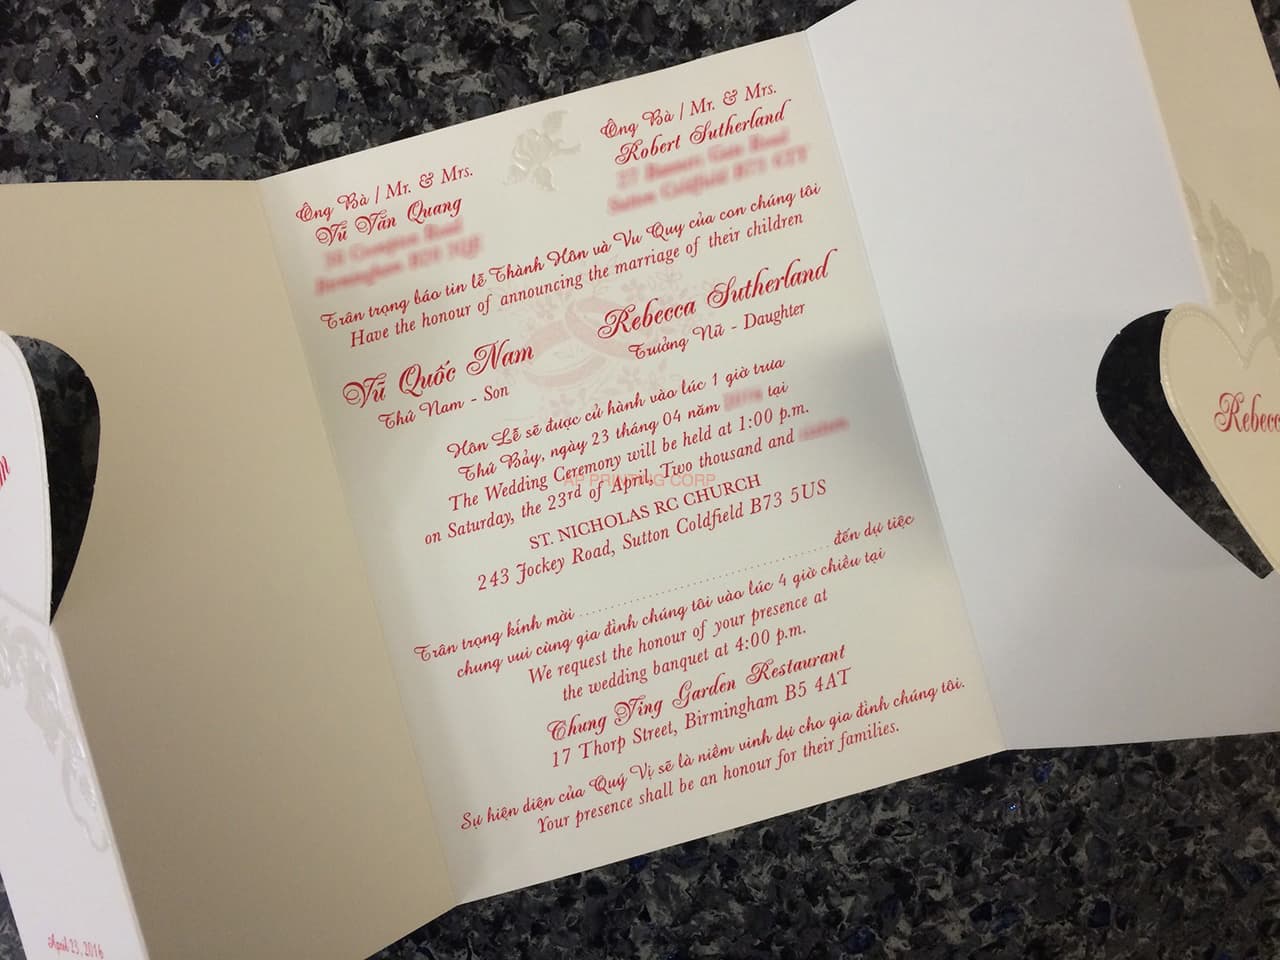 Ông Bà / Mr. & Mrs.
Vũ Văn Quang
Ông Bà / Mr. & Mrs.
Robert Sutherland
Trân trọng báo tin lễ Thành Hôn và Vu Quy của con chúng tôi
Have the honour of announcing the marriage of their children
Vũ Quốc Nam
Thứ Nam - Son
Rebecca Sutherland
Trưởng Nữ - Daughter
Hôn Lễ sẽ được cử hành vào lúc 1 giờ trưa
Thứ Bảy, ngày 23 tháng 04 năm tại
The Wedding Ceremony will be held at 1:00 p.m.
on Saturday, the 23rd of April, Two thousand and
AP PRINTING CORP
ST. NICHOLAS RC CHURCH
243 Jockey Road, Sutton Coldfield B73 5US
Trân trọng kính mời ........................................ đến dự tiệc
chung vui cùng gia đình chúng tôi vào lúc 4 giờ chiều tại
We request the honour of your presence at
the wedding banquet at 4:00 p.m.
Chung Ying Garden Restaurant
17 Thorp Street, Birmingham B5 4AT
Sự hiện diện của Quý Vị sẽ là niềm vinh dự cho gia đình chúng tôi.
Your presence shall be an honour for their families.
April 23, 2016